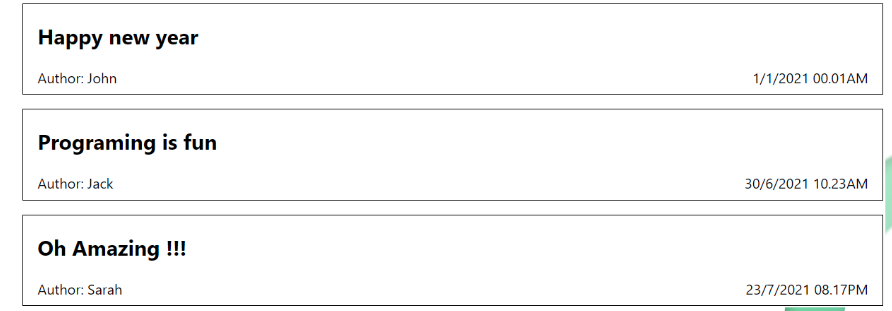 Happy new year
Author: John 1/1/2021 00.01AM
Programing is fun
Author: Jack 30/6/2021 10.23AM
Oh Amazing !!!
Author: Sarah 23/7/2021 08.17PM